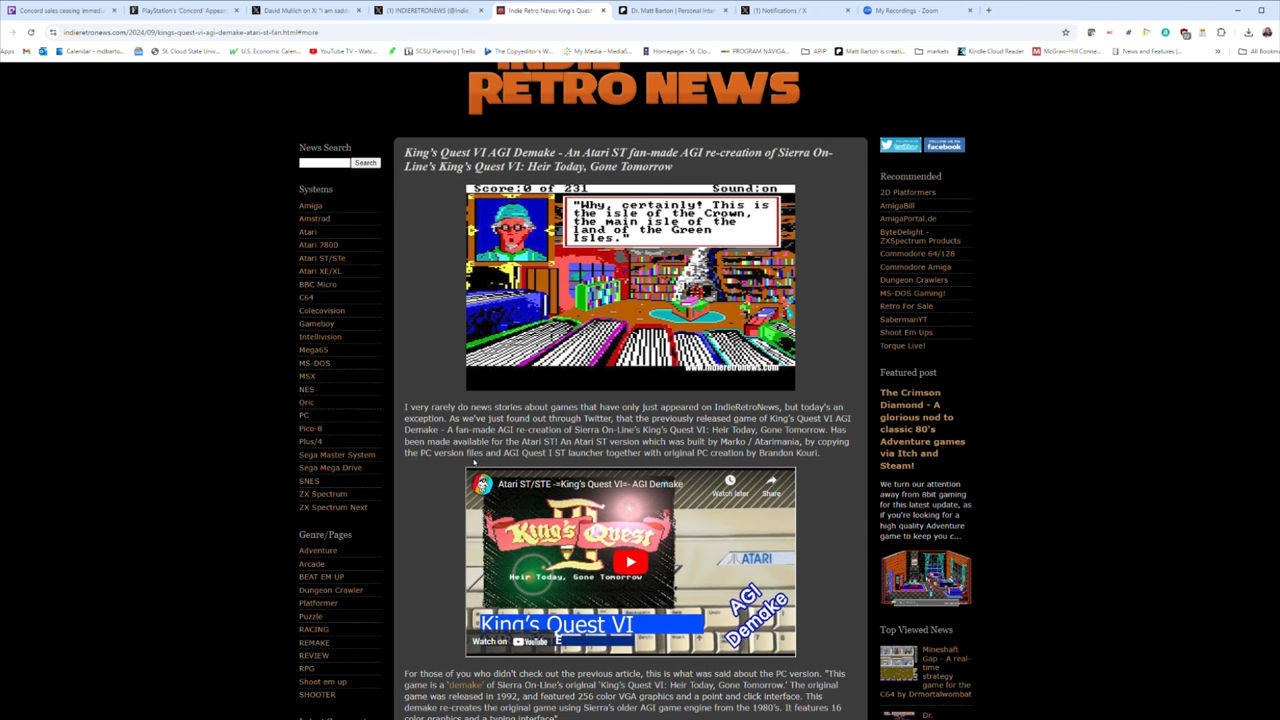 Concord sales ceasing immedi
PlayStation's 'Concord' Appears
David Mullich on X: "I am sadd
(1) INDIERETRONEWS (@Indie_
Indie Retro News: King's Quest
Dr. Matt Barton | Personal Inter
(1) Notifications / X
My Recordings - Zoom
indieretronews.com/2024/09/kings-quest-vi-agi-demake-atari-st-fan.html#more
Apps
Calendar - mdbarto...
St. Cloud State Univ...
U.S. Economic Calen...
YouTube TV - Watc...
SCSU Planning | Trello
The Copyeditor's W...
My Media - MediaS...
Homepage - St. Clo...
PROGRAM NAVIGA...
APIP
Matt Barton is creati...
markets
Kindle Cloud Reader
McGraw-Hill Conne...
News and Features |...
All Bookma
INDIE
RETRO NEWS
News Search
Search
Systems
Amiga
Amstrad
Atari
Atari 7800
Atari ST/STe
Atari XE/XL
BBC Micro
C64
Colecovision
Gameboy
Intellivision
Mega65
MS-DOS
MSX
NES
Oric
PC
Pico-8
Plus/4
Sega Master System
Sega Mega Drive
SNES
ZX Spectrum
ZX Spectrum Next
Genre/Pages
Adventure
Arcade
BEAT EM UP
Dungeon Crawler
Platformer
Puzzle
RACING
REMAKE
REVIEW
RPG
Shoot em up
SHOOTER
King's Quest VI AGI Demake - An Atari ST fan-made AGI re-creation of Sierra On-
Line's King's Quest VI: Heir Today, Gone Tomorrow
Score:0 of 231 Sound:on
"Why, certainly! This is
the isle of the Crown,
the main isle of the
land of the Green
Isles."
www.indieretronews.com
I very rarely do news stories about games that have only just appeared on IndieRetroNews, but today's an
exception. As we've just found out through Twitter, that the previously released game of King's Quest VI AGI
Demake - A fan-made AGI re-creation of Sierra On-Line's King's Quest VI: Heir Today, Gone Tomorrow. Has
been made available for the Atari ST! An Atari ST version which was built by Marko / Atarimania, by copying
the PC version files and AGI Quest I ST launcher together with original PC creation by Brandon Kouri.
Atari ST/STE -=King's Quest VI=- AGI Demake
Watch later
Share
King's Quest
VI
Heir Today, Gone Tomorrow
ATARI
AGI
Demake
King's Quest VI
Watch on YouTube
E
For those of you who didn't check out the previous article, this is what was said about the PC version. "This
game is a 'demake' of Sierra On-Line's original 'King's Quest VI: Heir Today, Gone Tomorrow.' The original
game was released in 1992, and featured 256 color VGA graphics and a point and click interface. This
demake re-creates the original game using Sierra's older AGI game engine from the 1980's. It features 16
color graphics and a typing interface"
FOLLOW US ON
twitter
FOLLOW US ON
facebook
Recommended
2D Platformers
AmigaBill
AmigaPortal.de
ByteDelight -
ZXSpectrum Products
Commodore 64/128
Commodore Amiga
Dungeon Crawlers
MS-DOS Gaming!
Retro For Sale
SabermanYT
Shoot Em Ups
Torque Live!
Featured post
The Crimson
Diamond - A
glorious nod to
classic 80's
Adventure games
via Itch and
Steam!
We turn our attention
away from 8bit gaming
for this latest update, as
if you're looking for a
high quality Adventure
game to keep you c...
Top Viewed News
Mineshaft
Gap - A real-
time
strategy
game for the
C64 by Drmortalwombat
Dr.